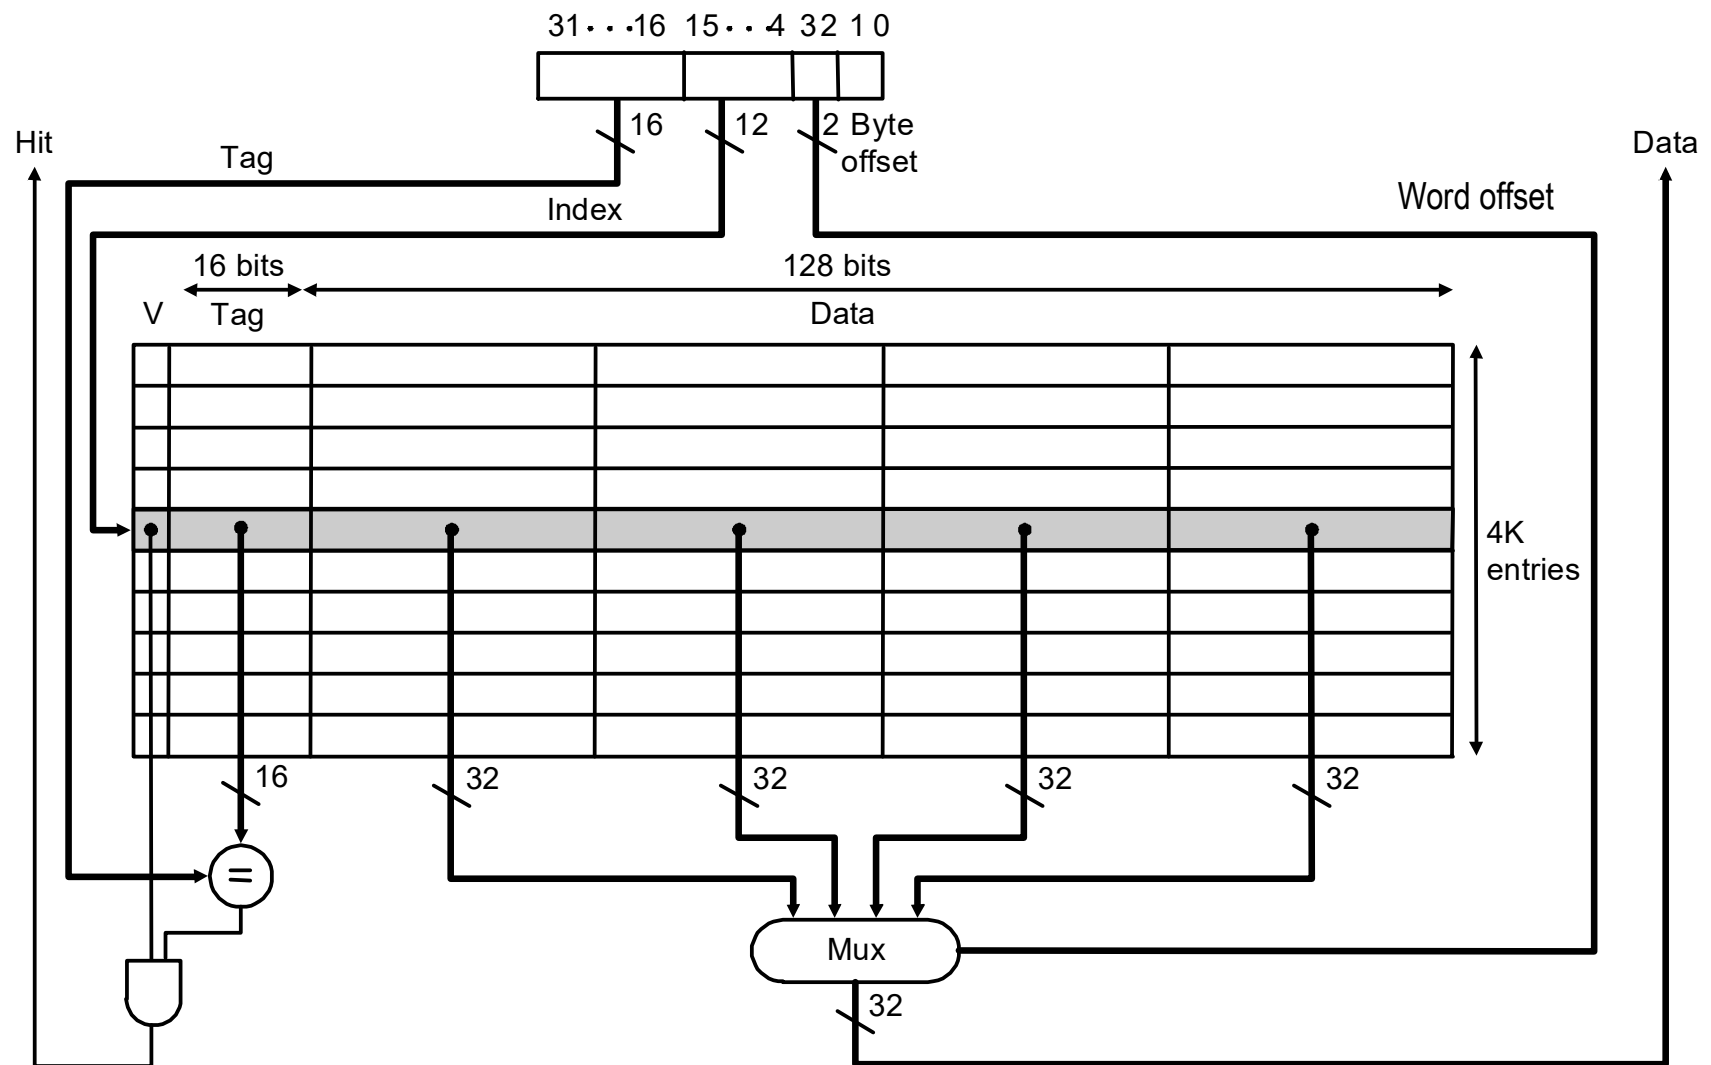 31 · · · 16 15 · · · 4 3 2 1 0
16 12 2 Byte offset
Hit
Data
Tag
Word offset
Index
16 bits
128 bits
V
Tag
Data
4K
entries
16
32
32
32
32
=
Mux
32